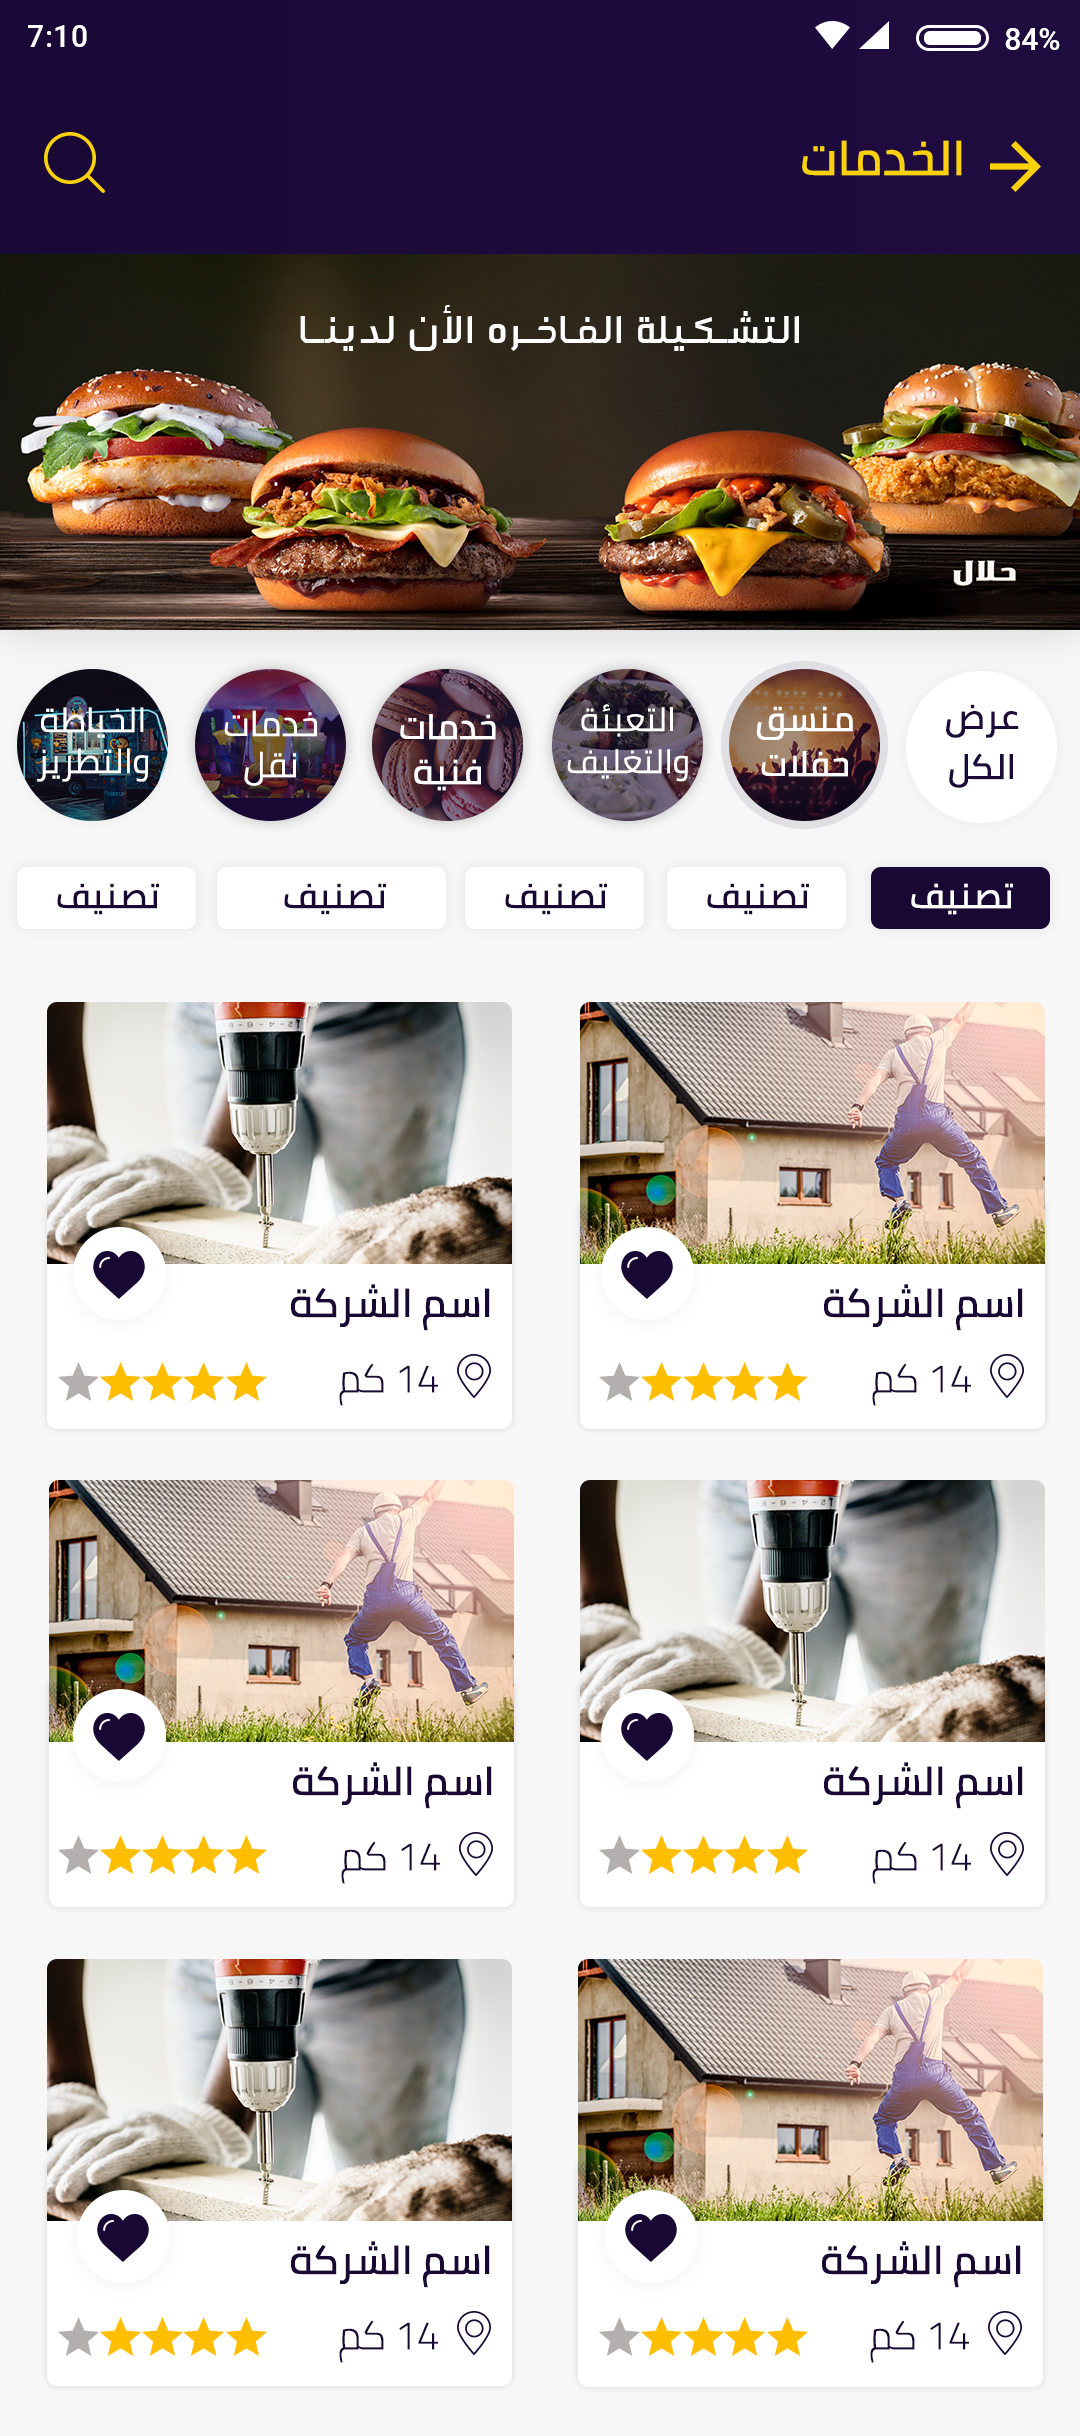 7:10
84%
الخدمات
التشـكـيلة الفـاخـره الأن لدينـا
حلال
عرض
الكل
منسق
حفلات
التعبئة
والتغليف
خدمات
فنية
خدمات
نقل
الخياطة
والتطريز
تصنيف
تصنيف
تصنيف
تصنيف
تصنيف
اسم الشركة
14 كم
اسم الشركة
14 كم
اسم الشركة
14 كم
اسم الشركة
14 كم
اسم الشركة
14 كم
اسم الشركة
14 كم